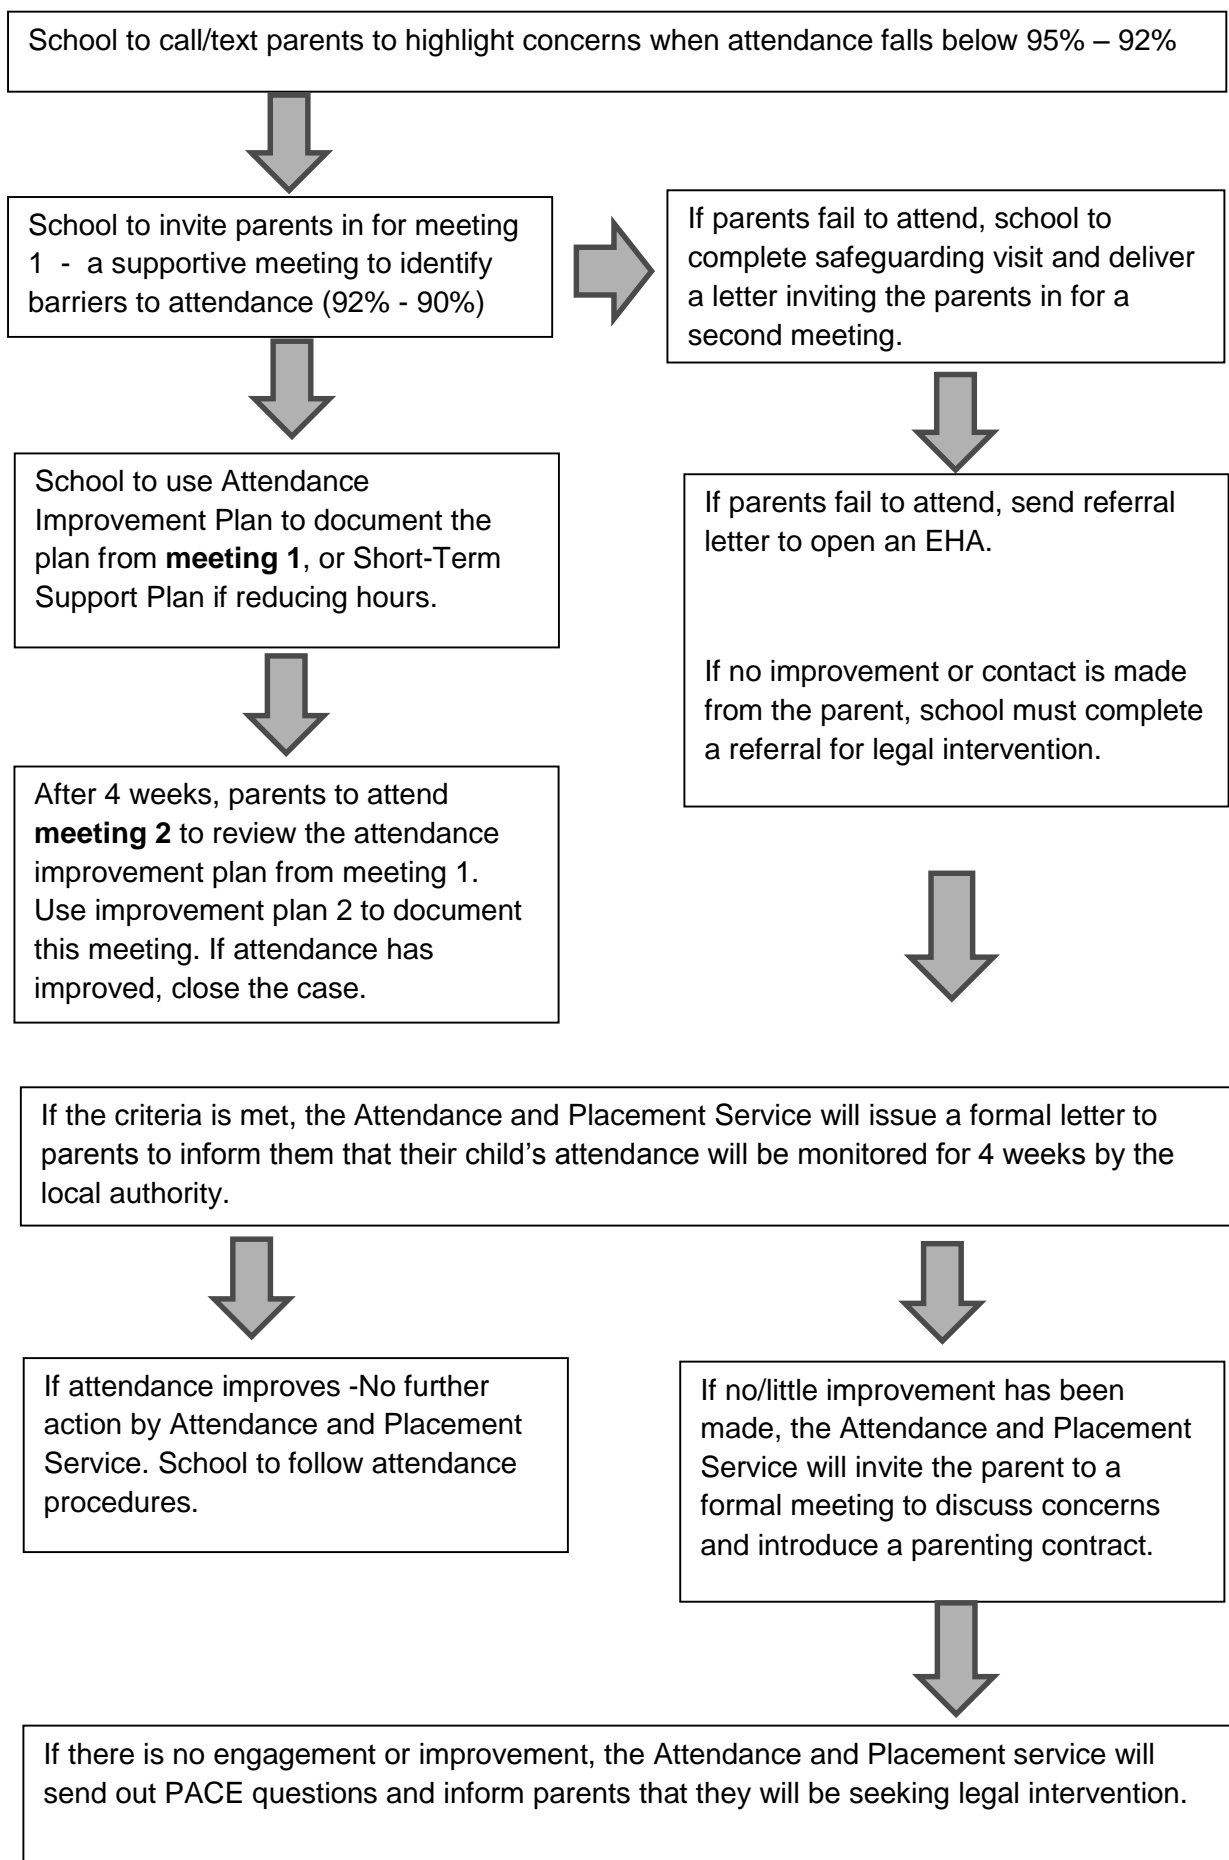 School to call/text parents to highlight concerns when attendance falls below 95% – 92%
School to invite parents in for meeting
1 - a supportive meeting to identify
barriers to attendance (92% - 90%)
If parents fail to attend, school to
complete safeguarding visit and deliver
a letter inviting the parents in for a
second meeting.
School to use Attendance
Improvement Plan to document the
plan from meeting 1, or Short-Term
Support Plan if reducing hours.
If parents fail to attend, send referral
letter to open an EHA.
If no improvement or contact is made
from the parent, school must complete
a referral for legal intervention.
After 4 weeks, parents to attend
meeting 2 to review the attendance
improvement plan from meeting 1.
Use improvement plan 2 to document
this meeting. If attendance has
improved, close the case.
If the criteria is met, the Attendance and Placement Service will issue a formal letter to
parents to inform them that their child’s attendance will be monitored for 4 weeks by the
local authority.
If attendance improves -No further
action by Attendance and Placement
Service. School to follow attendance
procedures.
If no/little improvement has been
made, the Attendance and Placement
Service will invite the parent to a
formal meeting to discuss concerns
and introduce a parenting contract.
If there is no engagement or improvement, the Attendance and Placement service will
send out PACE questions and inform parents that they will be seeking legal intervention.